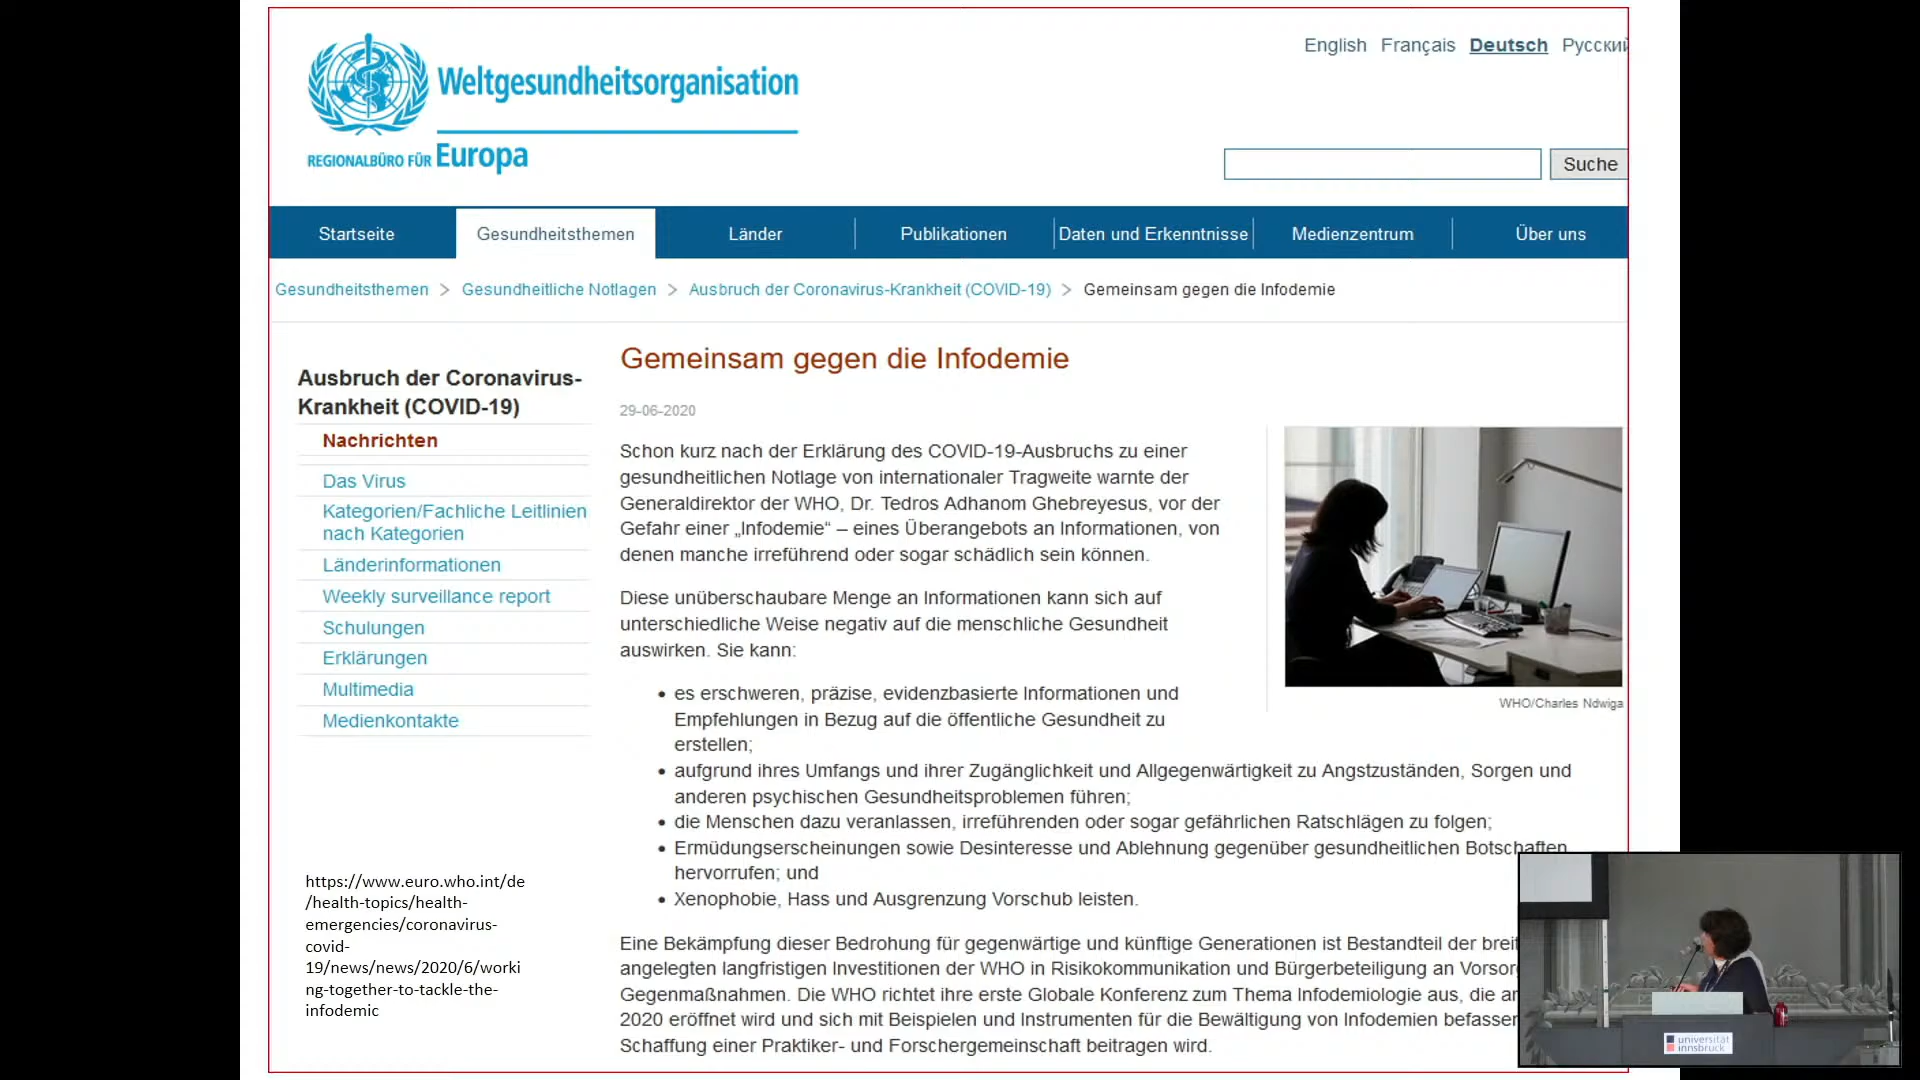 English Français Deutsch Русский
Weltgesundheitsorganisation
REGIONALBÜRO FÜR Europa
Suche
Startseite Gesundheitsthemen Länder Publikationen Daten und Erkenntnisse Medienzentrum Über uns
Gesundheitsthemen > Gesundheitliche Notlagen > Ausbruch der Coronavirus-Krankheit (COVID-19) > Gemeinsam gegen die Infodemie
Ausbruch der Coronavirus-
Krankheit (COVID-19)
Nachrichten
Das Virus
Kategorien/Fachliche Leitlinien
nach Kategorien
Länderinformationen
Weekly surveillance report
Schulungen
Erklärungen
Multimedia
Medienkontakte
https://www.euro.who.int/de
/health-topics/health-
emergencies/coronavirus-
covid-
19/news/news/2020/6/worki
ng-together-to-tackle-the-
infodemic
Gemeinsam gegen die Infodemie
29-06-2020
Schon kurz nach der Erklärung des COVID-19-Ausbruchs zu einer
gesundheitlichen Notlage von internationaler Tragweite warnte der
Generaldirektor der WHO, Dr. Tedros Adhanom Ghebreyesus, vor der
Gefahr einer „Infodemie“ – eines Überangebots an Informationen, von
denen manche irreführend oder sogar schädlich sein können.
Diese unüberschaubare Menge an Informationen kann sich auf
unterschiedliche Weise negativ auf die menschliche Gesundheit
auswirken. Sie kann:
WHO/Charles Ndwiga
• es erschweren, präzise, evidenzbasierte Informationen und
Empfehlungen in Bezug auf die öffentliche Gesundheit zu
erstellen;
• aufgrund ihres Umfangs und ihrer Zugänglichkeit und Allgegenwärtigkeit zu Angstzuständen, Sorgen und
anderen psychischen Gesundheitsproblemen führen;
• die Menschen dazu veranlassen, irreführenden oder sogar gefährlichen Ratschlägen zu folgen;
• Ermüdungserscheinungen sowie Desinteresse und Ablehnung gegenüber gesundheitlichen Botschaften
hervorrufen; und
• Xenophobie, Hass und Ausgrenzung Vorschub leisten.
Eine Bekämpfung dieser Bedrohung für gegenwärtige und künftige Generationen ist Bestandteil der breit
angelegten langfristigen Investitionen der WHO in Risikokommunikation und Bürgerbeteiligung an Vorsor
Gegenmaßnahmen. Die WHO richtet ihre erste Globale Konferenz zum Thema Infodemiologie aus, die
2020 eröffnet wird und sich mit Beispielen und Instrumenten für die Bewältigung von Infodemien befasse
Schaffung einer Praktiker- und Forschergemeinschaft beitragen wird.
universität
innsbruck